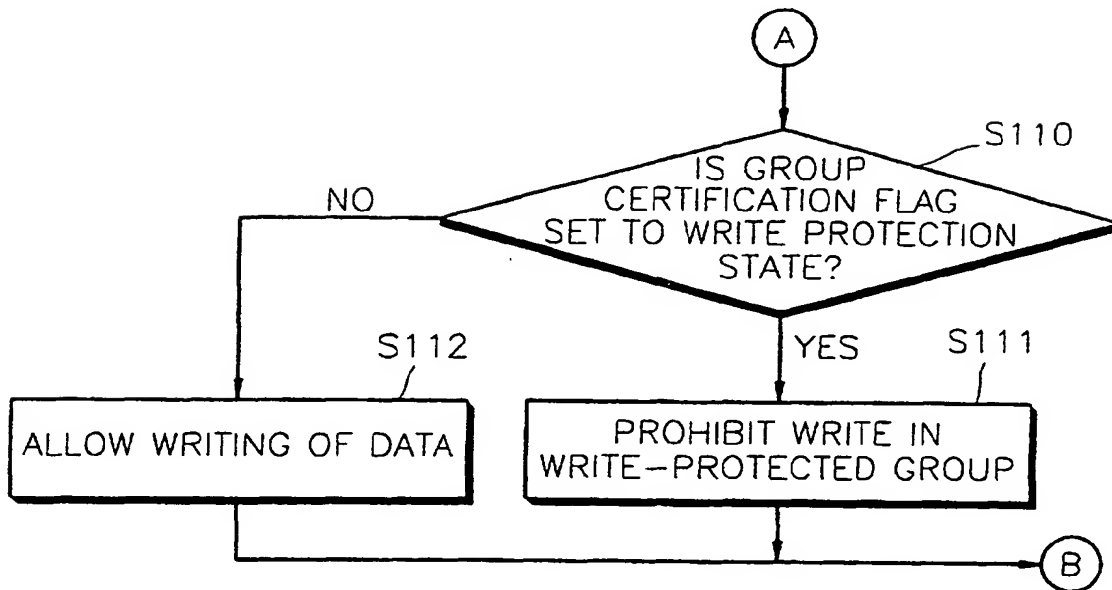 A
S110
IS GROUP
CERTIFICATION FLAG
SET TO WRITE PROTECTION
STATE?
NO
YES
S112
S111
ALLOW WRITING OF DATA
PROHIBIT WRITE IN
WRITE-PROTECTED GROUP
B